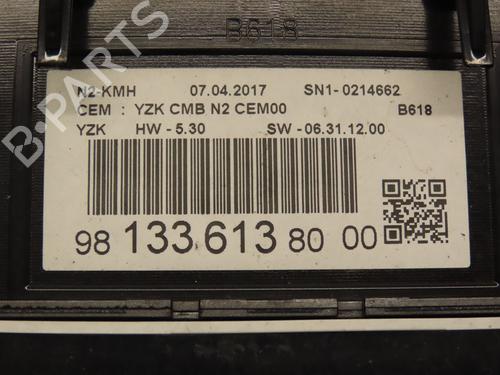 B618
N2-KMH 07.04.2017 SN1- 0214662
CEM : YZK CMB N2 CEM00 B618
YZK HW - 5.30 SW - 06.31.12.00
98 133 613 80 00
B-PARTS